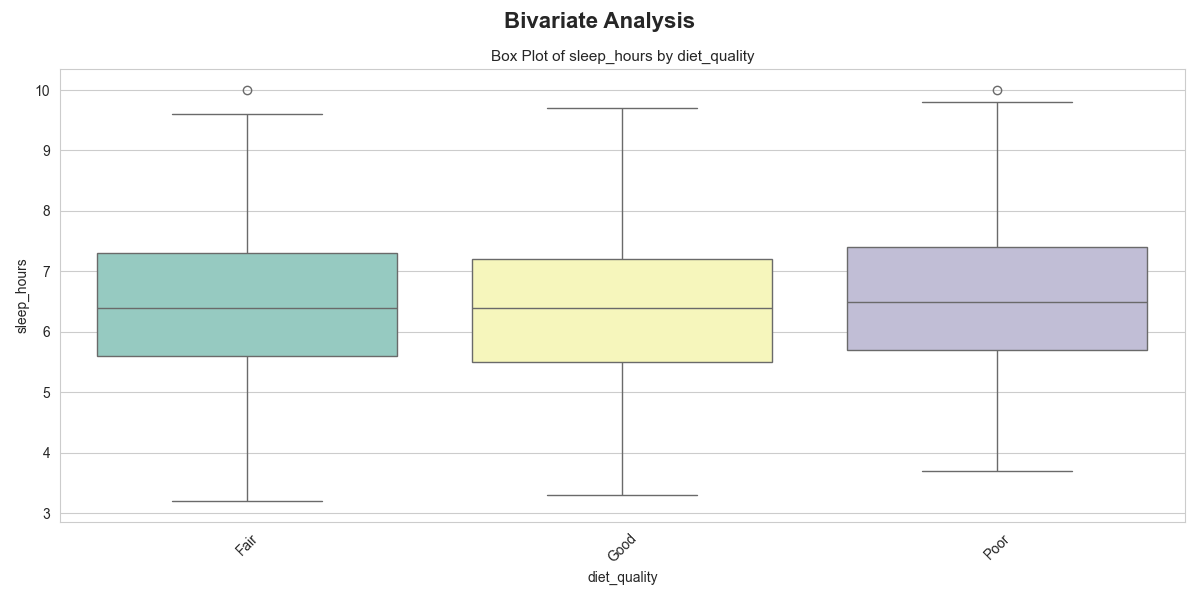 Bivariate Analysis
Box Plot of sleep_hours by diet_quality
sleep_hours
10
9
8
7
6
5
4
3
Fair
Good
Poor
diet_quality